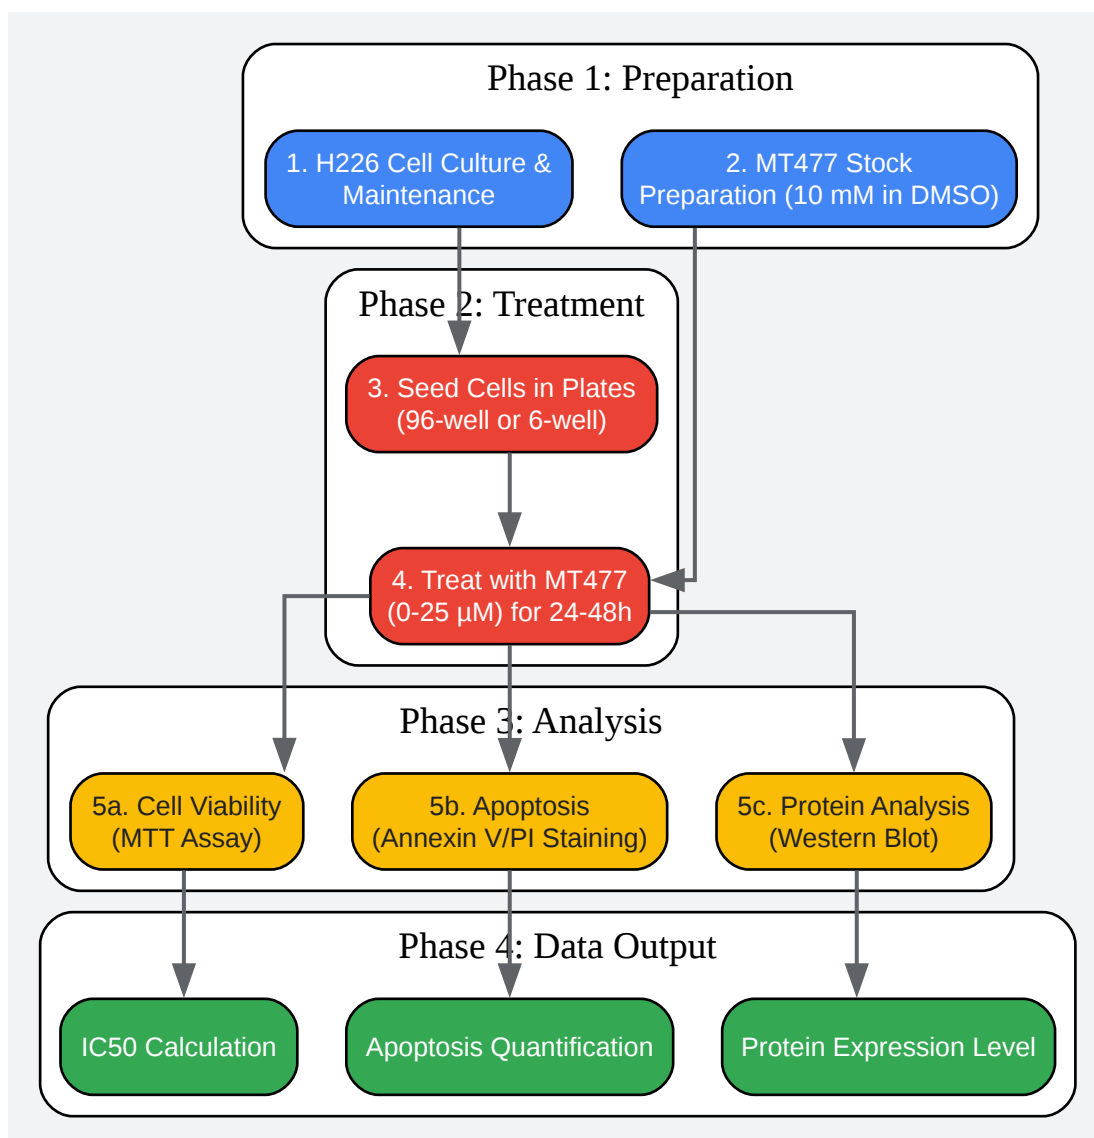 Phase 1: Preparation
1. H226 Cell Culture &
Maintenance
2. MT477 Stock
Preparation (10 mM in DMSO)
Phase 2: Treatment
3. Seed Cells in Plates
(96-well or 6-well)
4. Treat with MT477
(0-25 µM) for 24-48h
Phase 3: Analysis
5a. Cell Viability
(MTT Assay)
5b. Apoptosis
(Annexin V/PI Staining)
5c. Protein Analysis
(Western Blot)
Phase 4: Data Output
IC50 Calculation
Apoptosis Quantification
Protein Expression Level